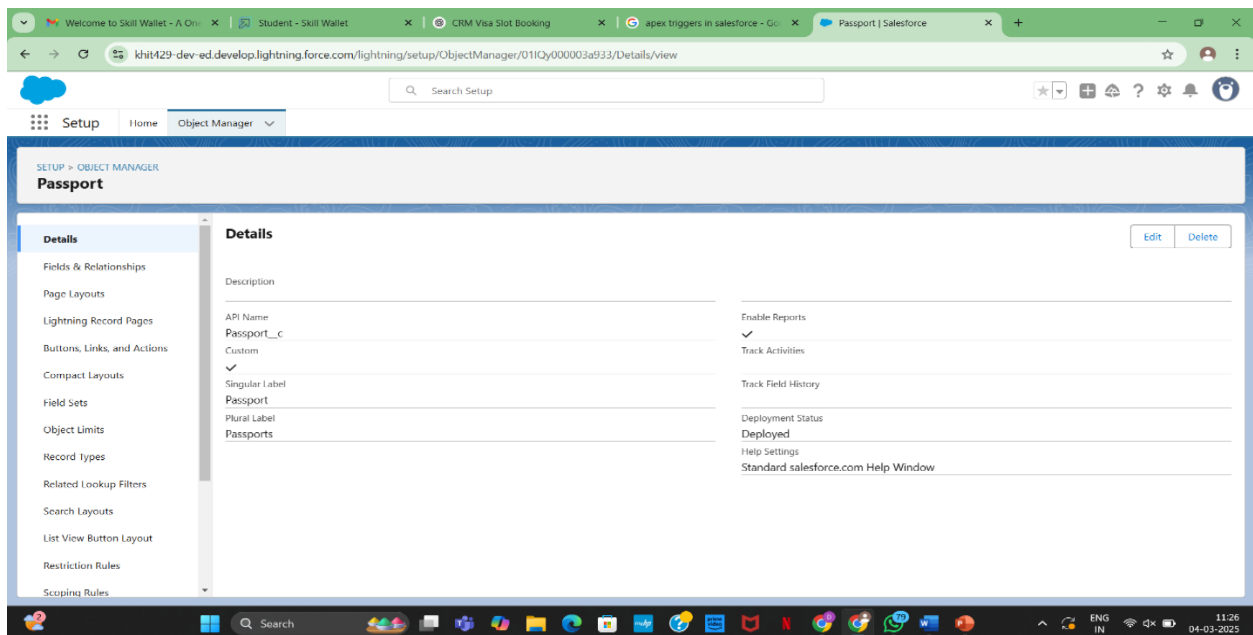 Welcome to Skill Wallet - A On
Student - Skill Wallet
CRM Visa Slot Booking
apex triggers in salesforce - Go
Passport | Salesforce
khit429-dev-ed.develop.lightning.force.com/lightning/setup/ObjectManager/01IQy000003a933/Details/view
Search Setup
Setup
Home
Object Manager
SETUP > OBJECT MANAGER
Passport
Details
Fields & Relationships
Page Layouts
Lightning Record Pages
Buttons, Links, and Actions
Compact Layouts
Field Sets
Object Limits
Record Types
Related Lookup Filters
Search Layouts
List View Button Layout
Restriction Rules
Scoping Rules
Details
Edit
Delete
Description
API Name
Passport__c
Custom
Singular Label
Passport
Plural Label
Passports
Enable Reports
Track Activities
Track Field History
Deployment Status
Deployed
Help Settings
Standard salesforce.com Help Window
2
Search
79
ENG
IN
11:26
04-03-2025